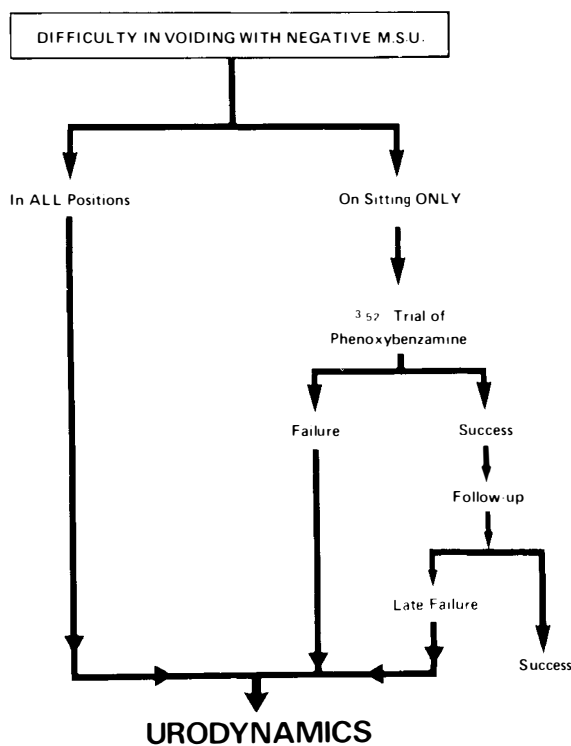 DIFFICULTY IN VOIDING WITH NEGATIVE M.S.U.
In ALL Positions
On Sitting ONLY
3 52 Trial of
Phenoxybenzamine
Failure
Success
Follow-up
Late Failure
Success
URODYNAMICS